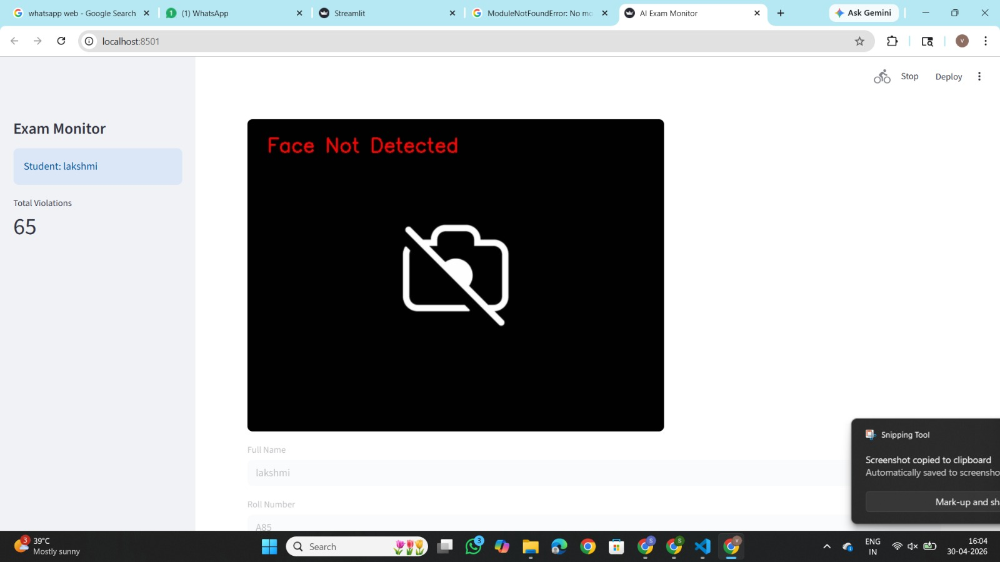 whatsapp web - Google Search
(1) WhatsApp
Streamlit
ModuleNotFoundError: No mo
AI Exam Monitor
Ask Gemini
localhost:8501
Stop
Deploy
Exam Monitor
Student: lakshmi
Total Violations
65
Face Not Detected
Full Name
lakshmi
Roll Number
A85
Snipping Tool
Screenshot copied to clipboard
Automatically saved to screensho
Mark-up and sh
3
39°C
Mostly sunny
Search
3
ENG
IN
16:04
30-04-2026